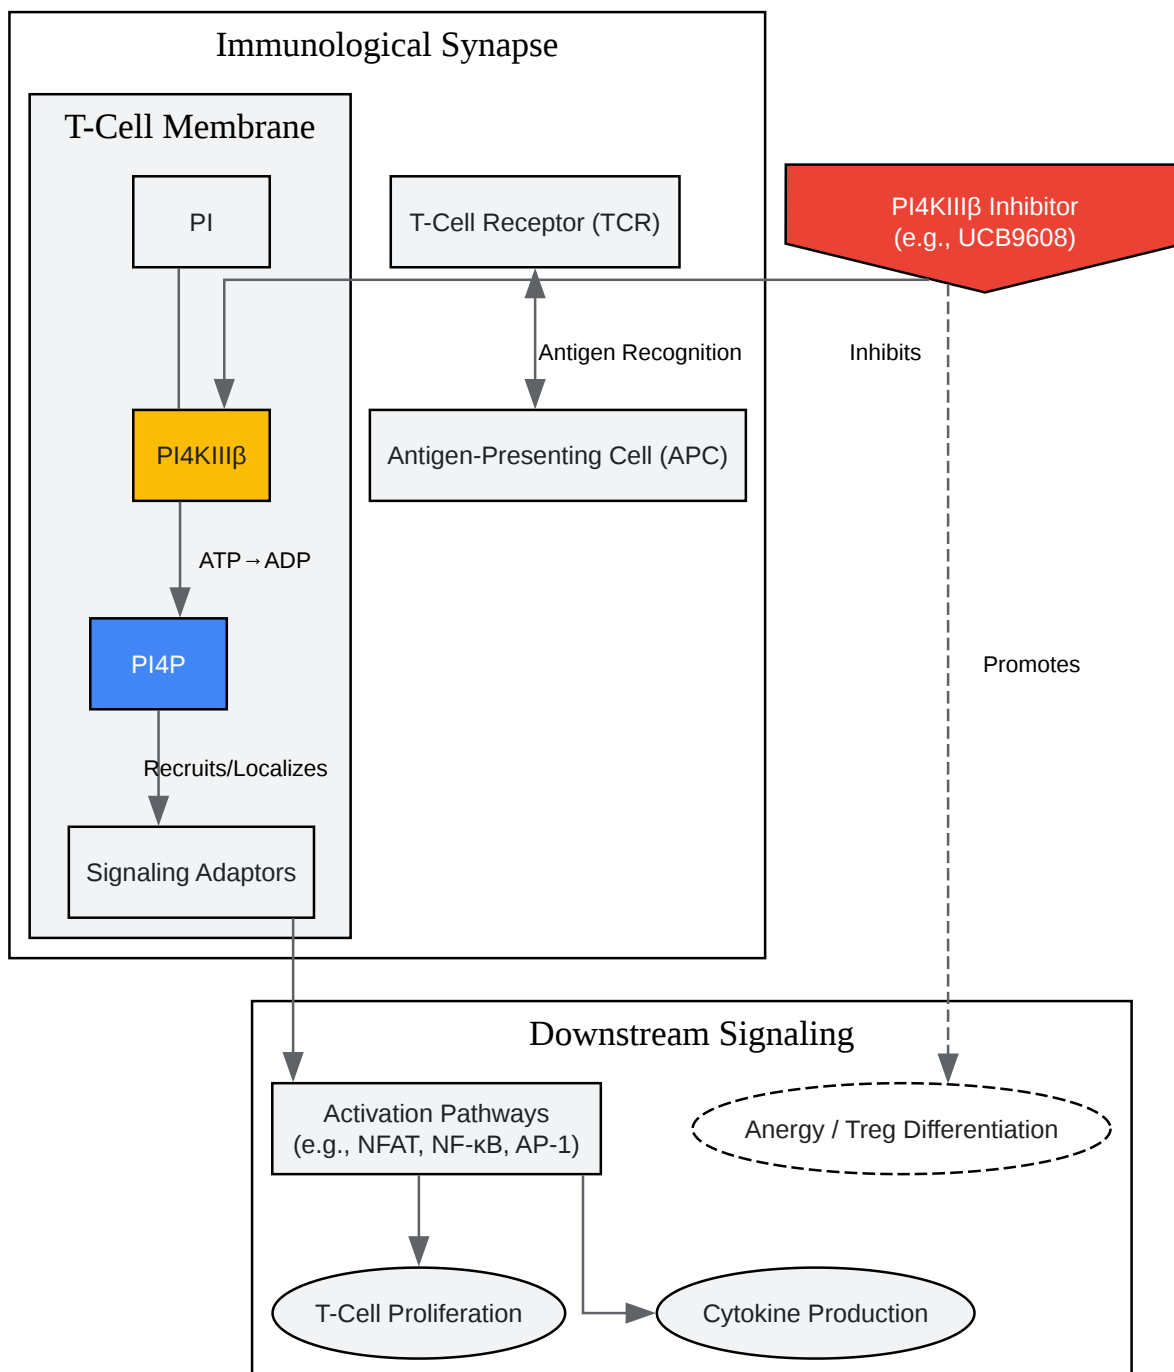 Immunological Synapse
T-Cell Membrane
PI
T-Cell Receptor (TCR)
PI4KIIIβ Inhibitor
(e.g., UCB9608)
Antigen Recognition
Inhibits
PI4KIIIβ
Antigen-Presenting Cell (APC)
ATP→ADP
PI4P
Promotes
Recruits/Localizes
Signaling Adaptors
Downstream Signaling
Activation Pathways
(e.g., NFAT, NF-κB, AP-1)
Anergy / Treg Differentiation
T-Cell Proliferation
Cytokine Production